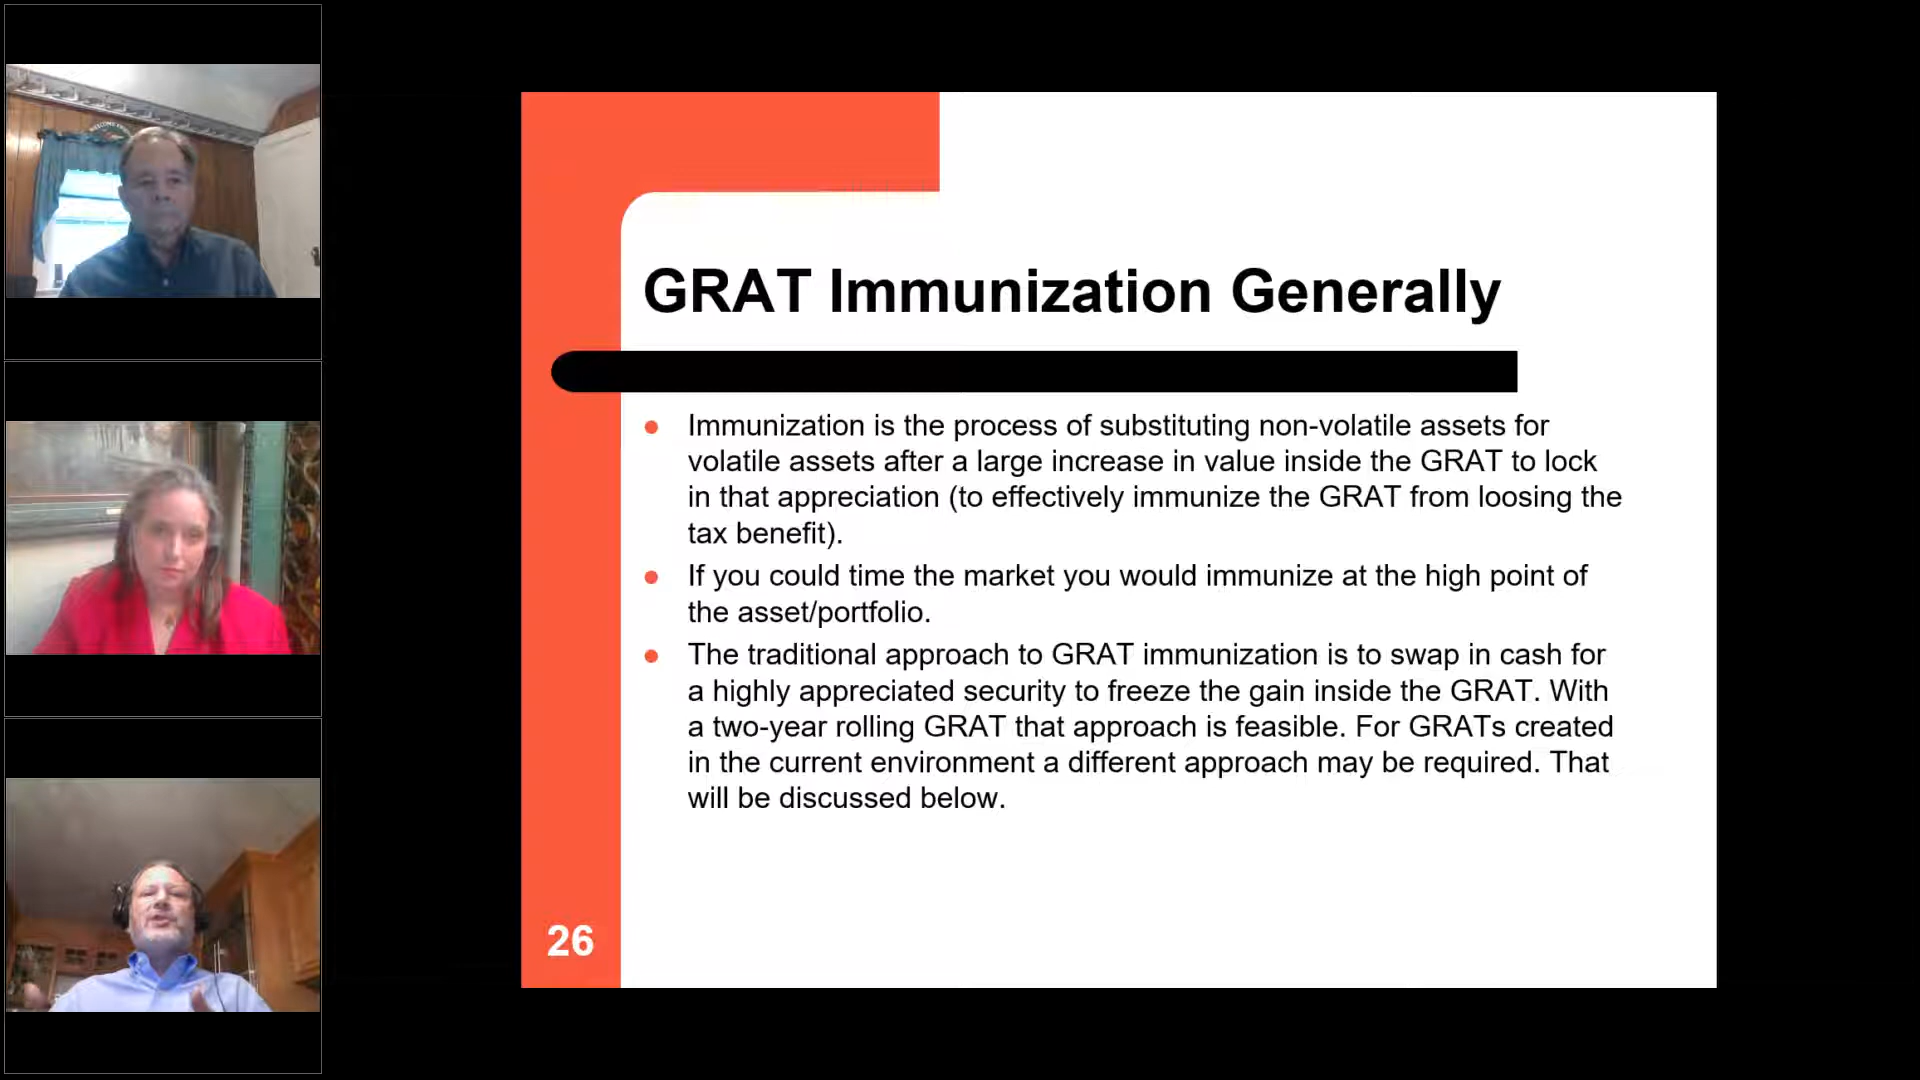 GRAT Immunization Generally
Immunization is the process of substituting non-volatile assets for
volatile assets after a large increase in value inside the GRAT to lock
in that appreciation (to effectively immunize the GRAT from loosing the
tax benefit).
If you could time the market you would immunize at the high point of
the asset/portfolio.
The traditional approach to GRAT immunization is to swap in cash for
a highly appreciated security to freeze the gain inside the GRAT. With
a two-year rolling GRAT that approach is feasible. For GRATs created
in the current environment a different approach may be required. That
will be discussed below.
26